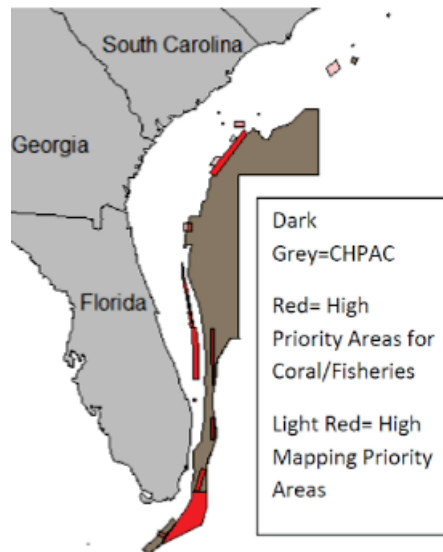 South Carolina
Georgia
Florida
Dark
Grey=CHPAC
Red= High
Priority Areas for
Coral/Fisheries
Light Red= High
Mapping Priority
Areas